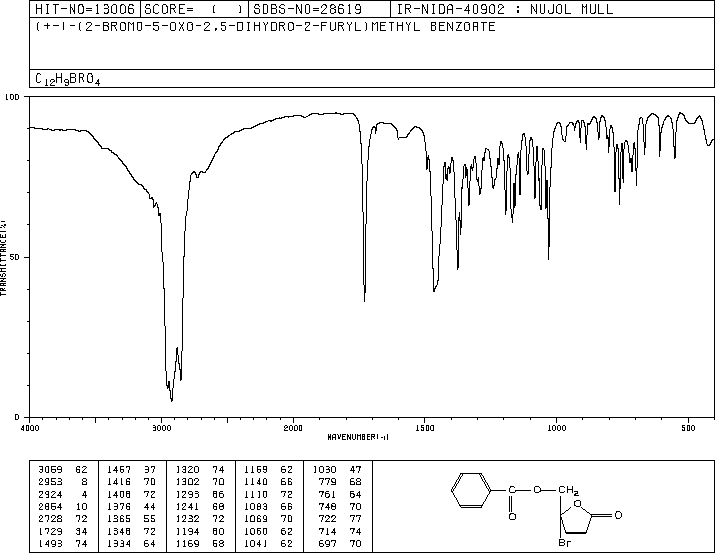 HIT-NO=13006 SCORE= ( ) SDBS-NO=28619 IR-NIDA-40902 : NUJOL MULL
(+-)-(2-BROMO-5-OXO-2,5-DIHYDRO-2-FURYL)METHYL BENZOATE
C12H9BRO4
100
50
0
TRANSMITTANCE(%)
4000 3000 2000 1500 1000 500
WAVENUMBER(-1)
3069 62 1467 37 1320 74 1169 62 1030 47
2953 8 1416 70 1302 70 1140 66 779 68
2924 4 1408 72 1293 86 1110 72 761 64
2854 10 1376 44 1241 68 1083 66 748 70
2728 72 1365 55 1232 72 1069 70 722 77
1729 34 1348 72 1194 80 1060 62 714 74
1493 74 1334 64 1169 58 1041 62 697 70
C O CH2
O O O
Br